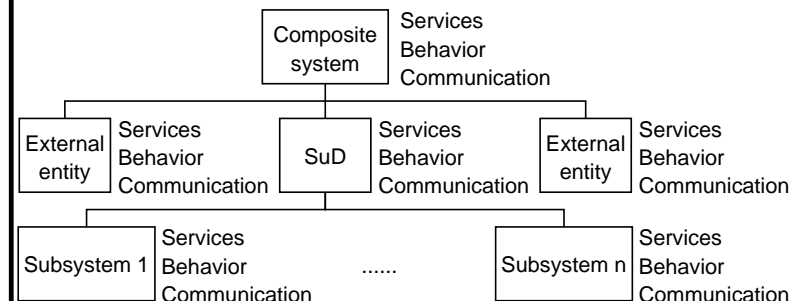 Composite
system
Services
Behavior
Communication
External
entity
Services
Behavior
Communication
SuD
Services
Behavior
Communication
External
entity
Services
Behavior
Communication
Subsystem 1
Services
Behavior
Communication
......
Subsystem n
Services
Behavior
Communication